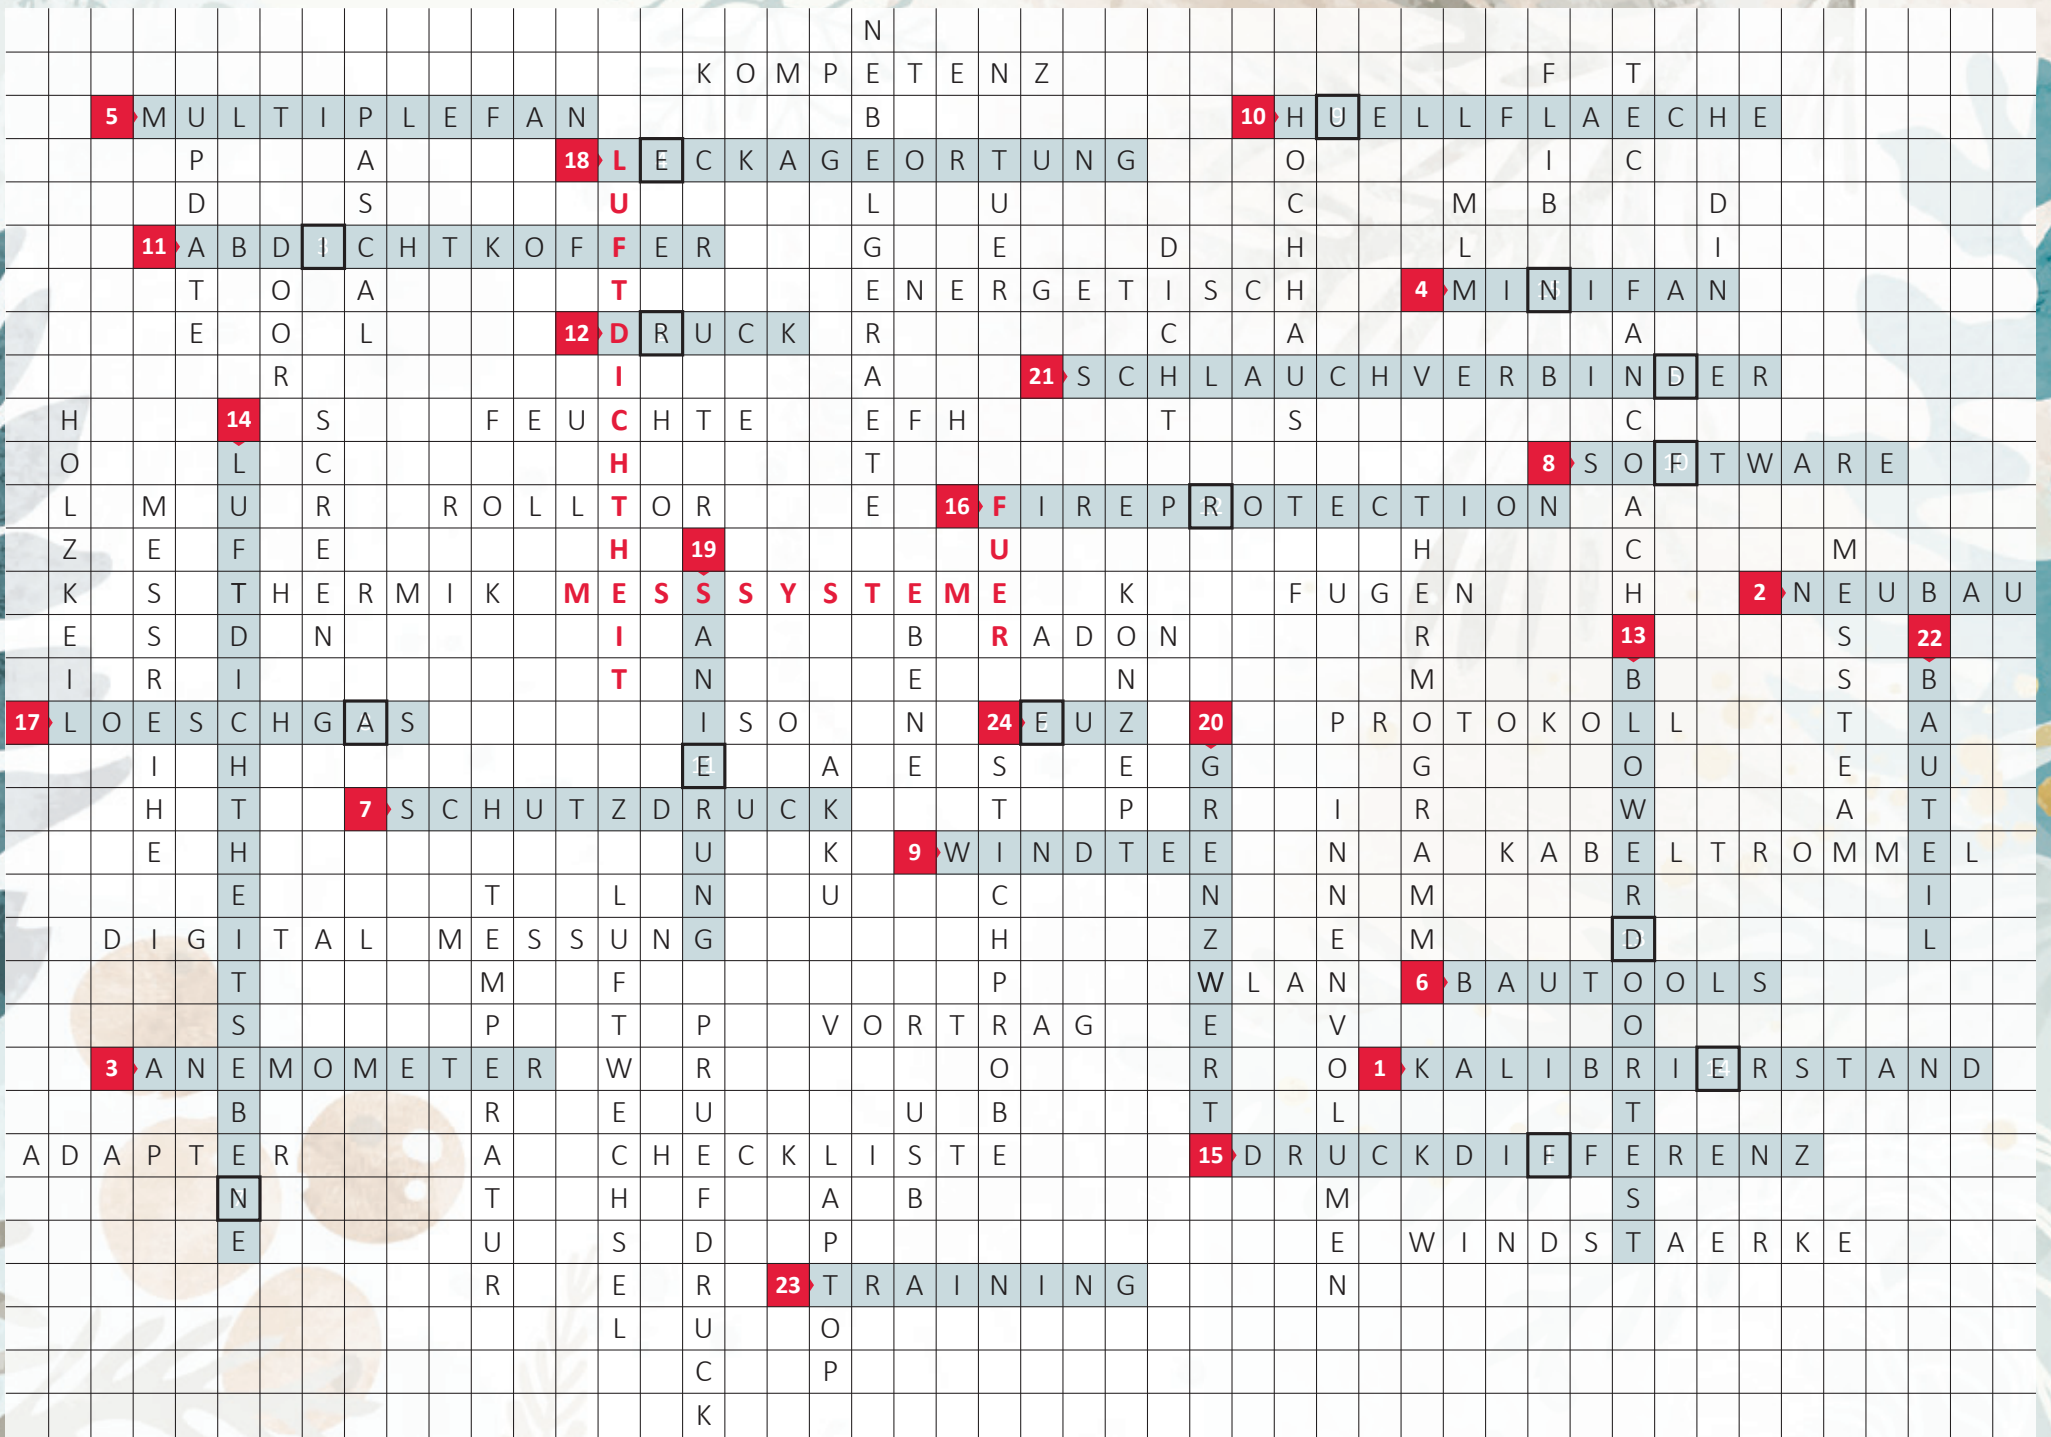 N
KOMPETENZ F T
5 MULTIPLEFAN B 10 HUELLFLAECHE
P A 18 LECKAGEORTUNG O I C
D S U L U C M B D
11 ABDICHTKOFFER G E D H L I
T O A T ENERGETISCH 4 MINIFAN
E O L 12 DRUCK R C A A
R I A 21 SCHLAUCHVERBINDER
H 14 S FEUCHTE EFH T S C
O L C H T 8 SOFTWARE
L M U R ROLLTOR E 16 FIREPROTECTION A
Z E F E H 19 U H C M
K S THERMIK MESSSYSTEME K FUGEN H 2 NEUBAU
E S D N I A B RADON R 13 S 22
I R I T N E N M B S B
17 LOESCHGAS ISO N 24 EUZ 20 PROTOKOLL T A
I H E A E S E G G O E U
H T 7 SCHUTZDRUCK T P R I R W A T
E H U K 9 WINDTEE N A KABELTROMMEL
E T L N U C N N M R I
DIGITAL MESSUNG H Z E M D L
T M F P WLAN 6 BAUTOOLS
S P T P VORTRAG E V O
3 ANEMOMETER W R O R O 1 KALIBRIERSTAND
B R E U U B T L T
ADAPTER A CHECKLISTE 15 DRUCKDIFFERENZ
N T H F A B M S
E U S D P E WINDSTAERKE
R E R 23 TRAINING N
L U O
C P
K